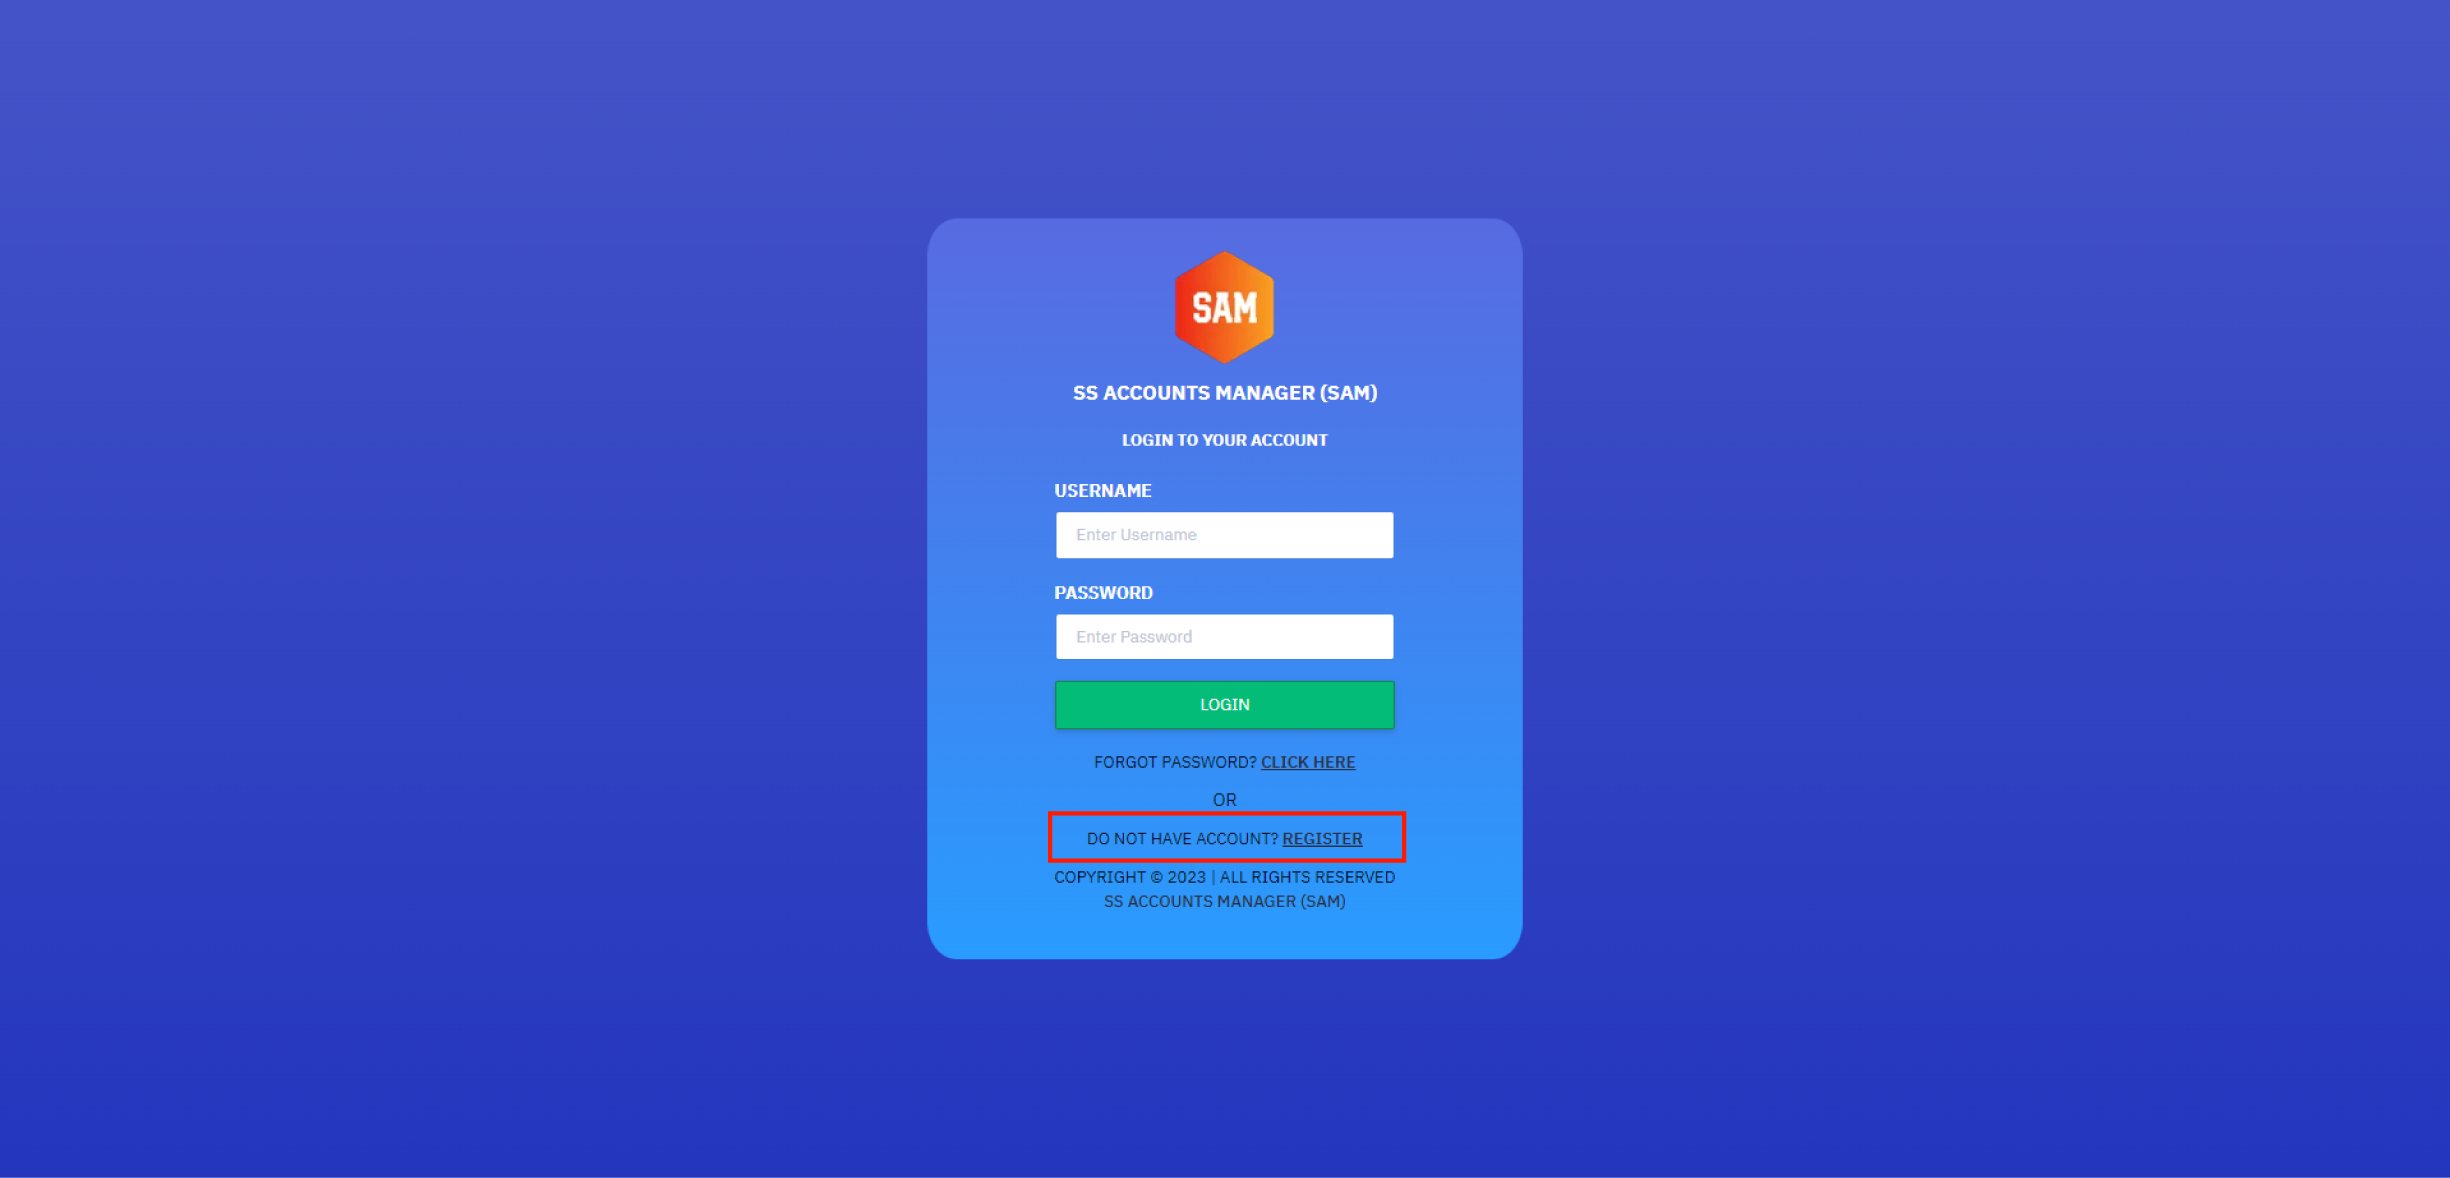 SAM
SS ACCOUNTS MANAGER (SAM)
LOGIN TO YOUR ACCOUNT
USERNAME
Enter Username
PASSWORD
Enter Password
LOGIN
FORGOT PASSWORD? CLICK HERE
OR
DO NOT HAVE ACCOUNT? REGISTER
COPYRIGHT © 2023 | ALL RIGHTS RESERVED
SS ACCOUNTS MANAGER (SAM)